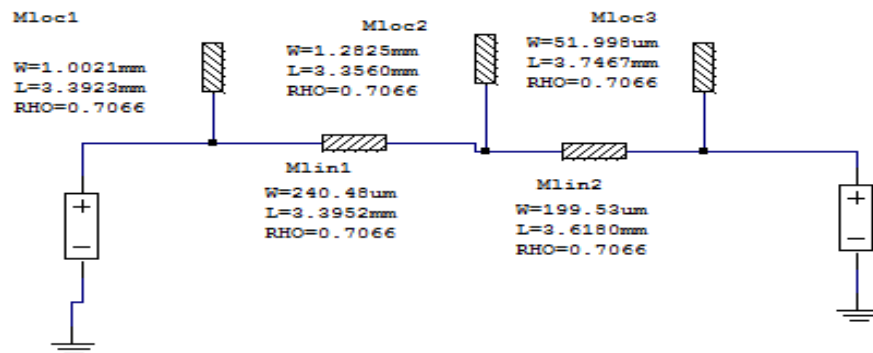 Mloc1
W=1.0021mm
L=3.3923mm
RHO=0.7066
Mloc2
W=1.2825mm
L=3.3560mm
RHO=0.7066
Mloc3
W=51.998um
L=3.7467mm
RHO=0.7066
Mlin1
W=240.48um
L=3.3952mm
RHO=0.7066
Mlin2
W=199.53um
L=3.6180mm
RHO=0.7066
+
−
+
−